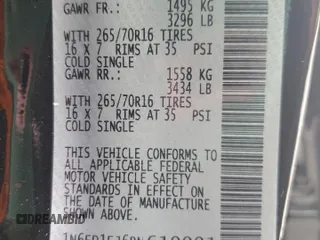 GAWR FR.: 1495 KG
3296 LB
WITH 265/70R16 TIRES
16 X 7 RIMS AT 35 PSI
COLD SINGLE
GAWR RR.: 1558 KG
3434 LB
WITH 265/70R16 TIRES
16 X 7 RIMS AT 35 PSI
COLD SINGLE
THIS VEHICLE CONFORMS TO
ALL APPLICABLE FEDERAL
MOTOR VEHICLE SAFETY
STANDARDS IN EFFECT ON
THE DATE OF MANUFACTURE
SHOWN ABOVE
DREAMBID